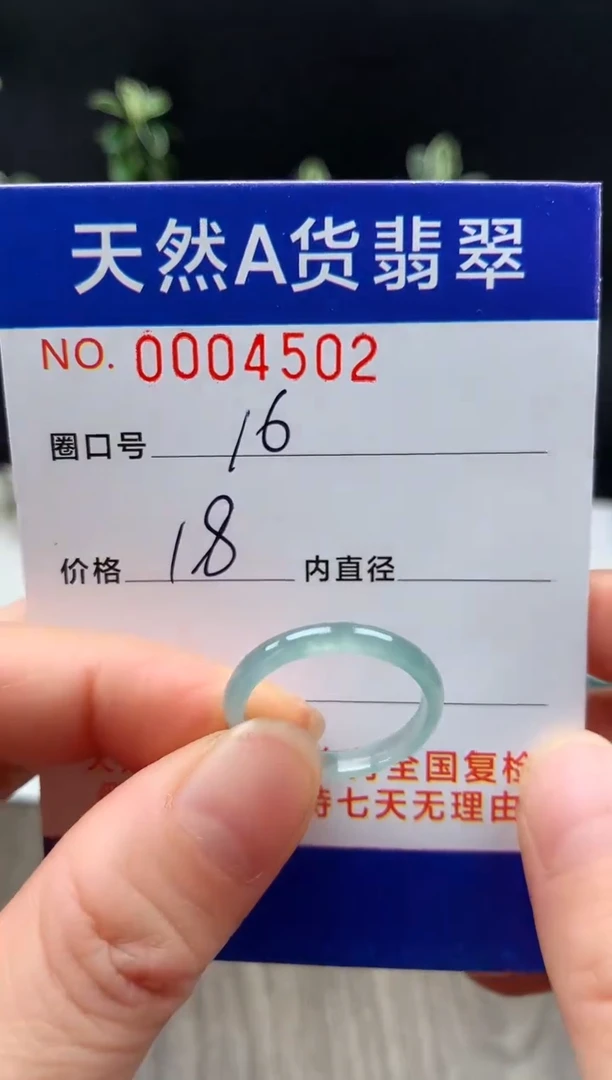 天然A货翡翠
NO. 0004502
圈口号 16
价格 18 内直径
全国复检
持七天无理由